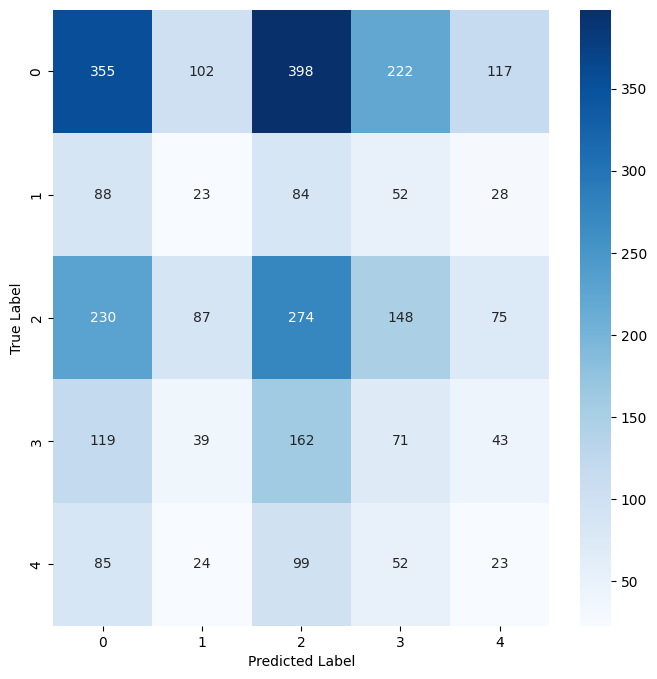 0 355 102 398 222 117
1 88 23 84 52 28
2 230 87 274 148 75
3 119 39 162 71 43
4 85 24 99 52 23
0 1 2 3 4
True Label
Predicted Label
350
300
250
200
150
100
50